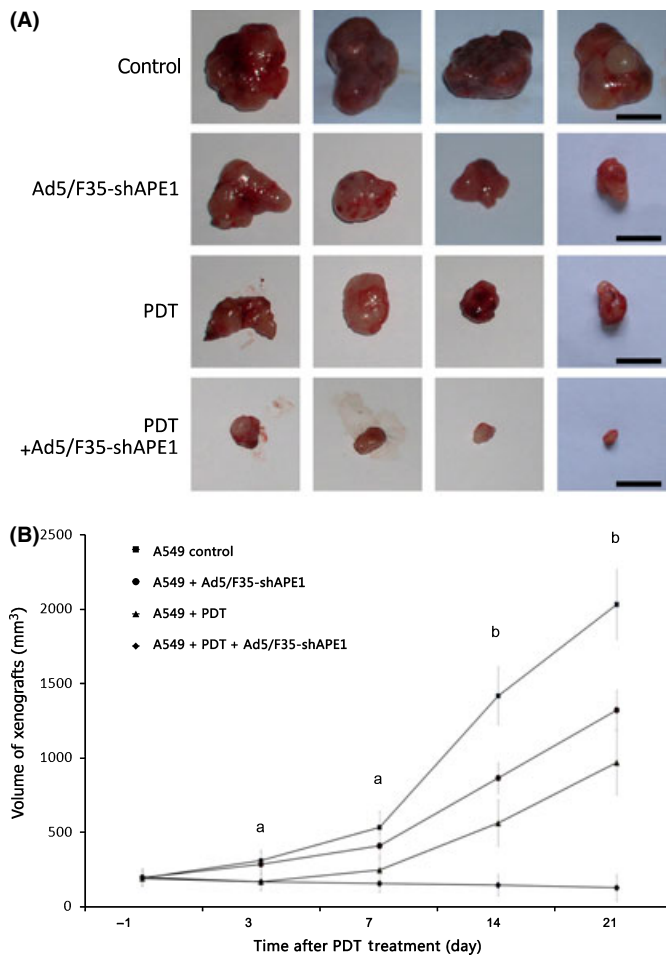 (A)
Control
Ad5/F35-shAPE1
PDT
PDT
+Ad5/F35-shAPE1
(B)
2500
2000
1500
1000
500
0
Volume of xenografts (mm³)
A549 control
A549 + Ad5/F35-shAPE1
A549 + PDT
A549 + PDT + Ad5/F35-shAPE1
a
a
b
b
–1
3
7
14
21
Time after PDT treatment (day)